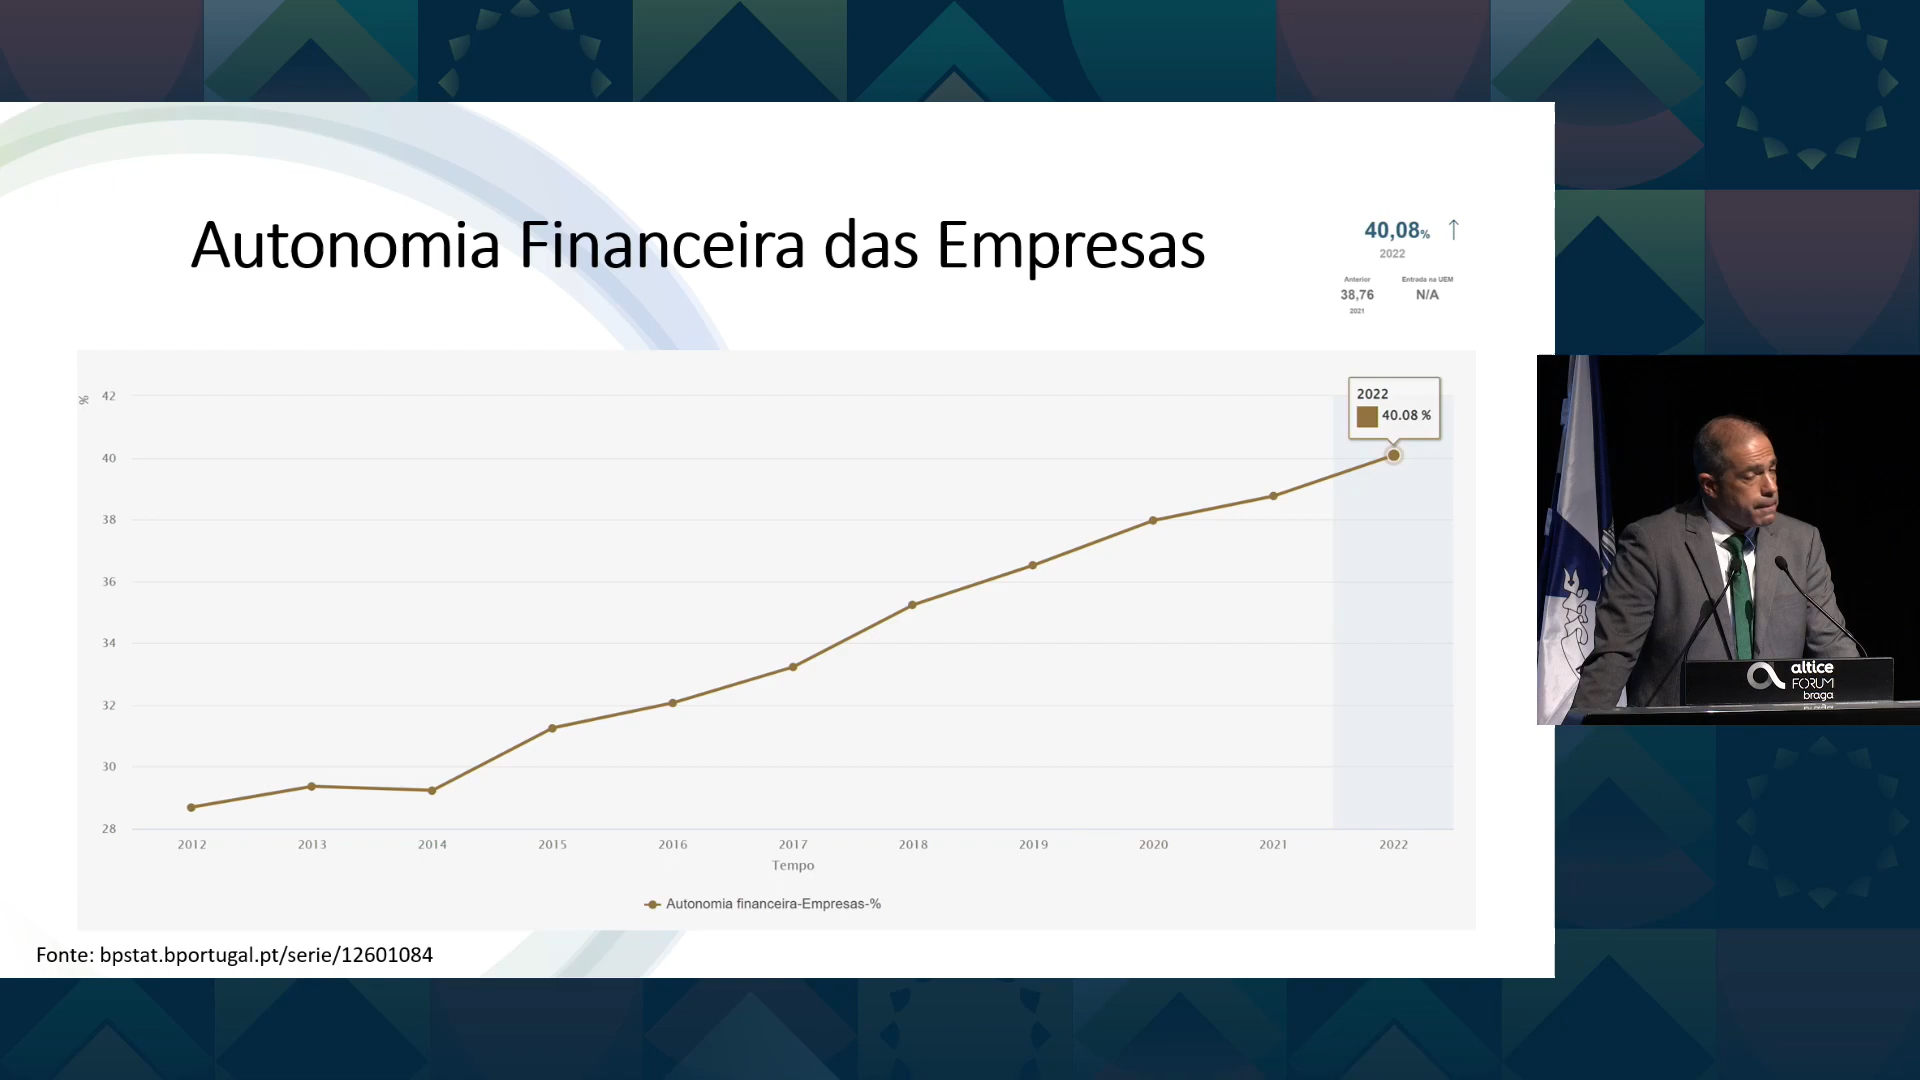 Autonomia Financeira das Empresas
40,08% ↑
2022
Anterior
38,76
2021
Entrada na UEM
N/A
%
42
40
38
36
34
32
30
28
2022
40.08 %
2012 2013 2014 2015 2016 2017 2018 2019 2020 2021 2022
Tempo
Autonomia financeira-Empresas-%
Fonte: bpstat.bportugal.pt/serie/12601084
altice
FORUM
braga